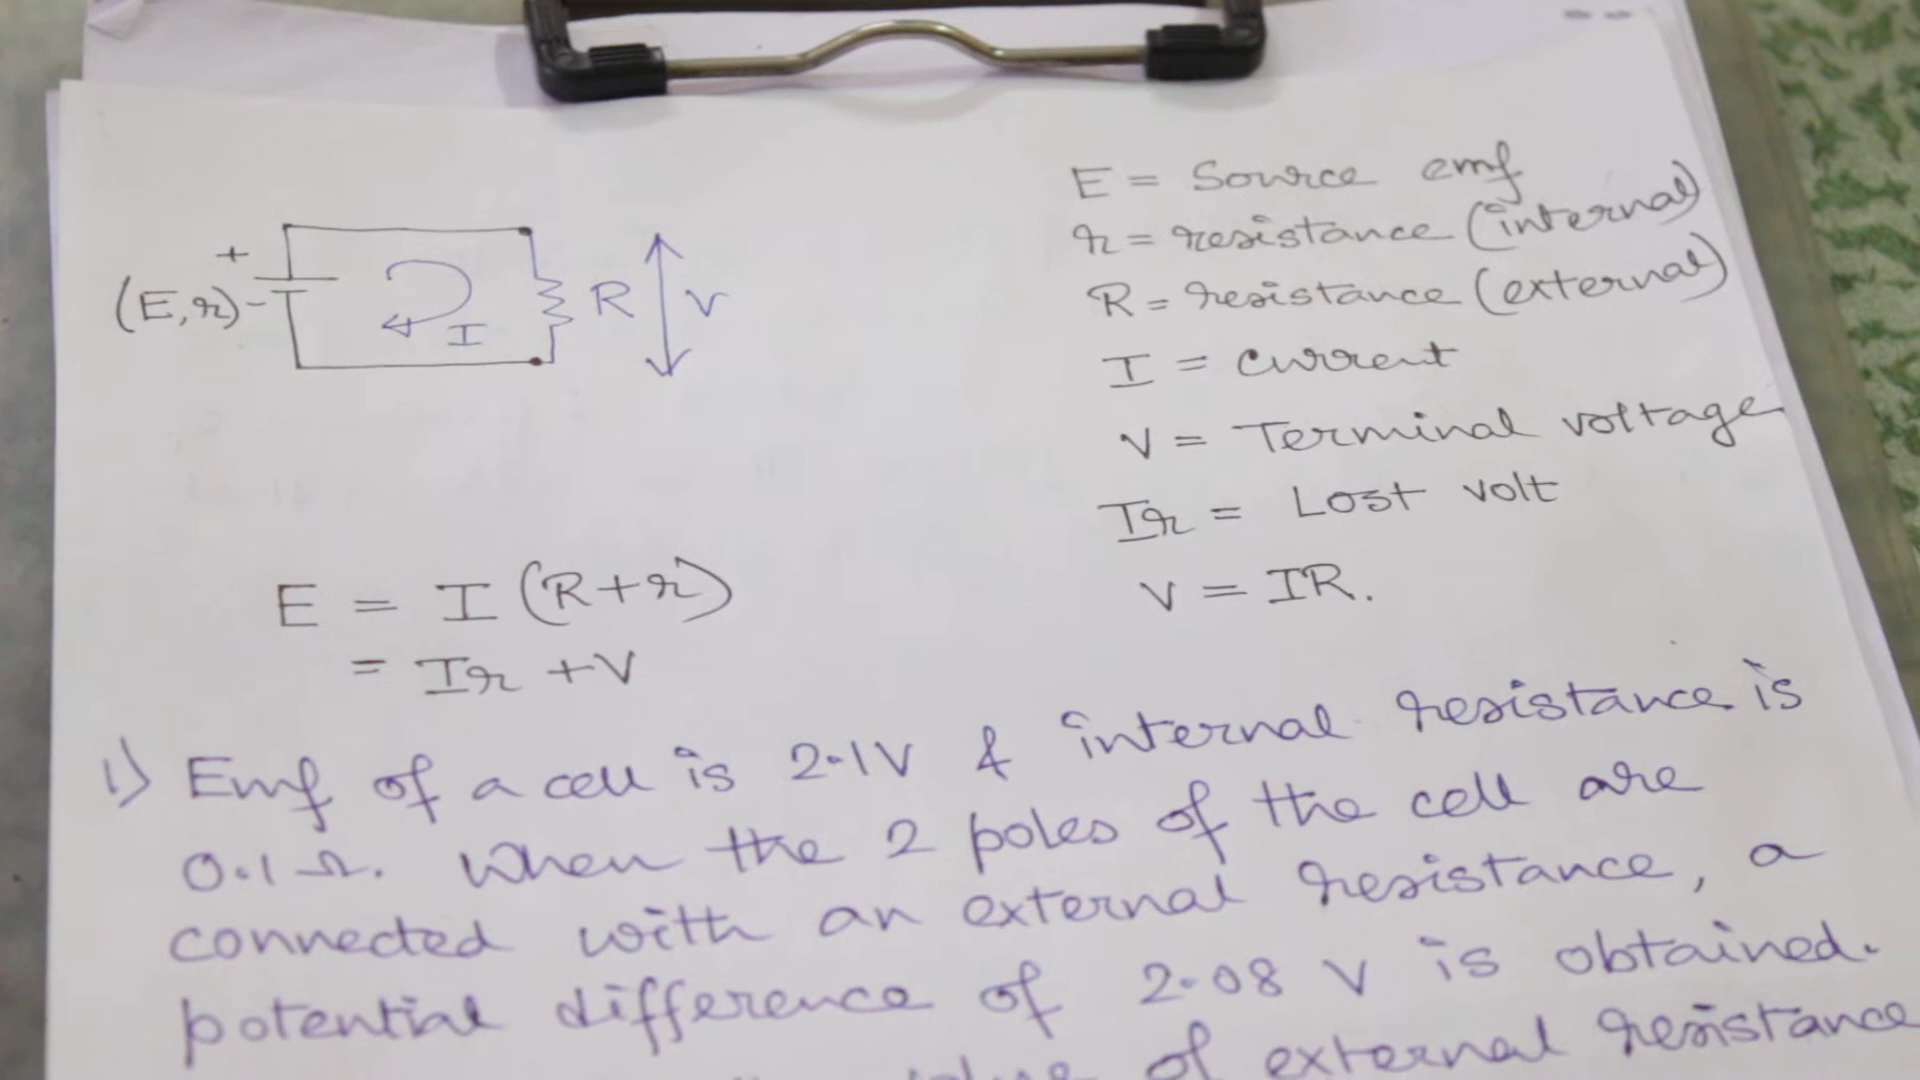 +
(E,r) -
I
R
V
E = Source emf
r = resistance (internal)
R = resistance (external)
I = current
V = Terminal voltage
Ir = Lost volt
V = IR.
E = I (R+r)
= Ir + V
1) Emf of a cell is 2.1V & internal resistance is
0.1 Ω. When the 2 poles of the cell are
connected with an external resistance, a
potential difference of 2.08 V is obtained.
of external resistance